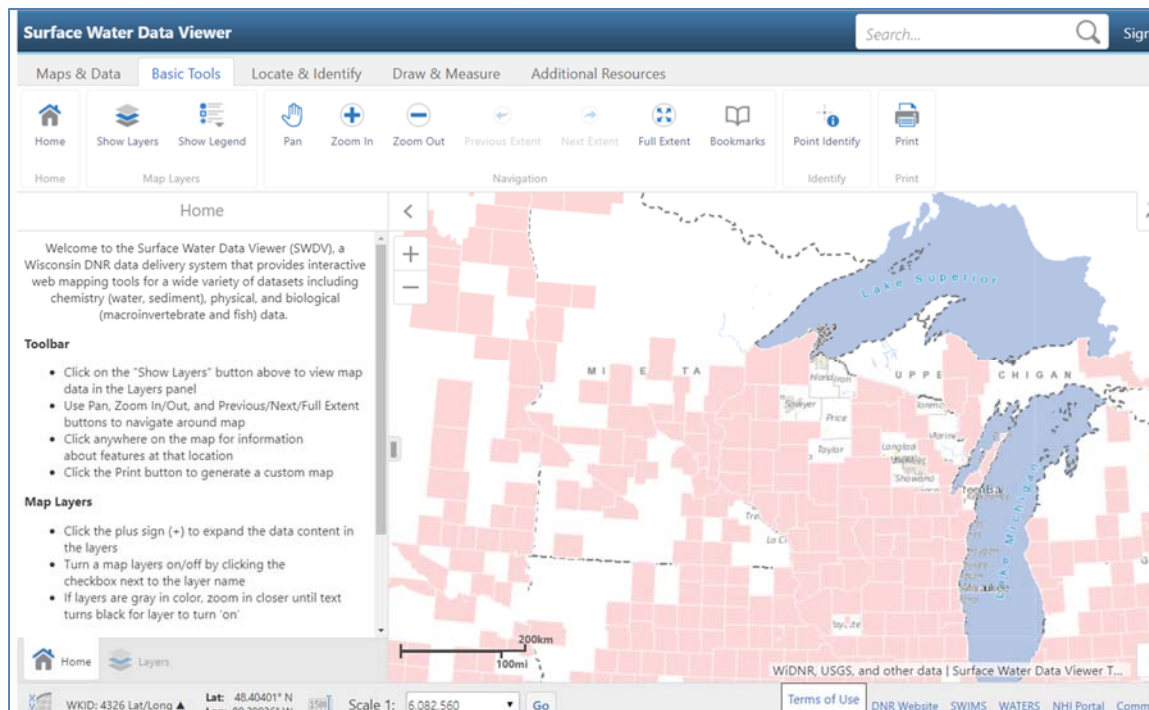 Surface Water Data Viewer
Search...
Sign
Maps & Data
Basic Tools
Locate & Identify
Draw & Measure
Additional Resources
Home
Show Layers
Show Legend
Pan
Zoom In
Zoom Out
Previous Extent
Next Extent
Full Extent
Bookmarks
Point Identify
Print
Home
Map Layers
Navigation
Identify
Print
Home
Welcome to the Surface Water Data Viewer (SWDV), a
Wisconsin DNR data delivery system that provides interactive
web mapping tools for a wide variety of datasets including
chemistry (water, sediment), physical, and biological
(macroinvertebrate and fish) data.
Toolbar
Click on the "Show Layers" button above to view map
data in the Layers panel
Use Pan, Zoom In/Out, and Previous/Next/Full Extent
buttons to navigate around map
Click anywhere on the map for information
about features at that location
Click the Print button to generate a custom map
Map Layers
Click the plus sign (+) to expand the data content in
the layers
Turn a map layers on/off by clicking the
checkbox next to the layer name
If layers are gray in color, zoom in closer until text
turns black for layer to turn 'on'
Home
Layers
Lake Superior
UPPE CHIGAN
Sawyer
Price
Taylor
Shawano
Lake Michigan
200km
100mi
WiDNR, USGS, and other data | Surface Water Data Viewer T...
WKID: 4326 Lat/Long
Lat: 48.40401° N
Scale 1: 6,082,560
Go
Terms of Use
DNR Website
SWIMS
WATERS
NHI Portal
Comm